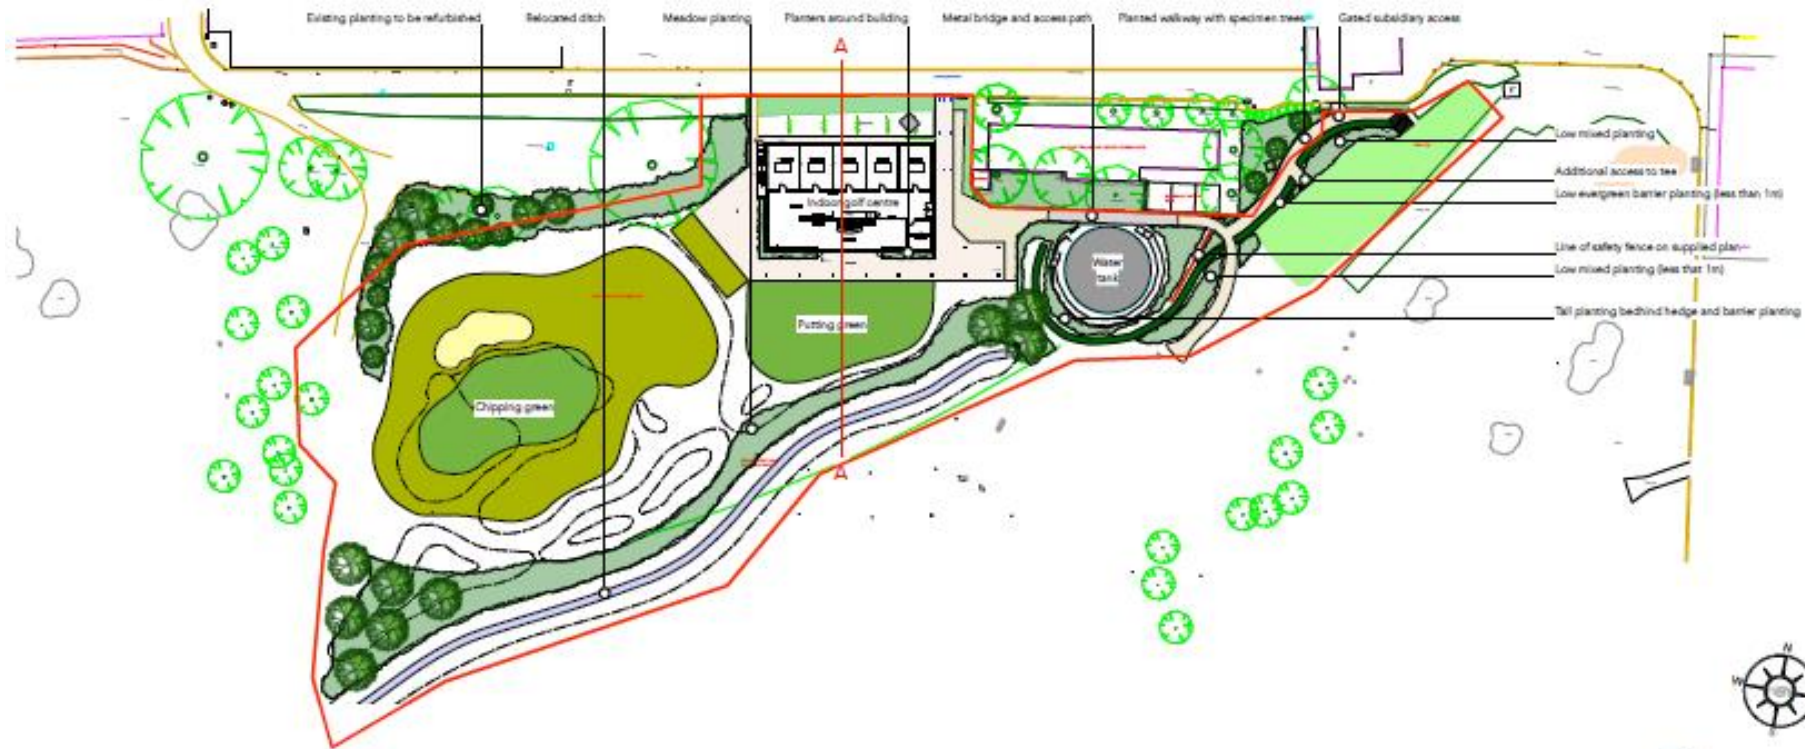 Existing planting to be refurbished
Relocated ditch
Meadow planting
Planters around building
Metal bridge and access path
Planted walkway with specimen trees
Gated subsidiary access
A
Low mixed planting
Additional access to tee
Low evergreen barrier planting (less than 1m)
Indoor golf centre
Line of safety fence on supplied plan
Water
tank
Low mixed planting (less that 1m)
Tall planting bedhind hedge and barrier planting
Putting green
Chipping green
A
N
W